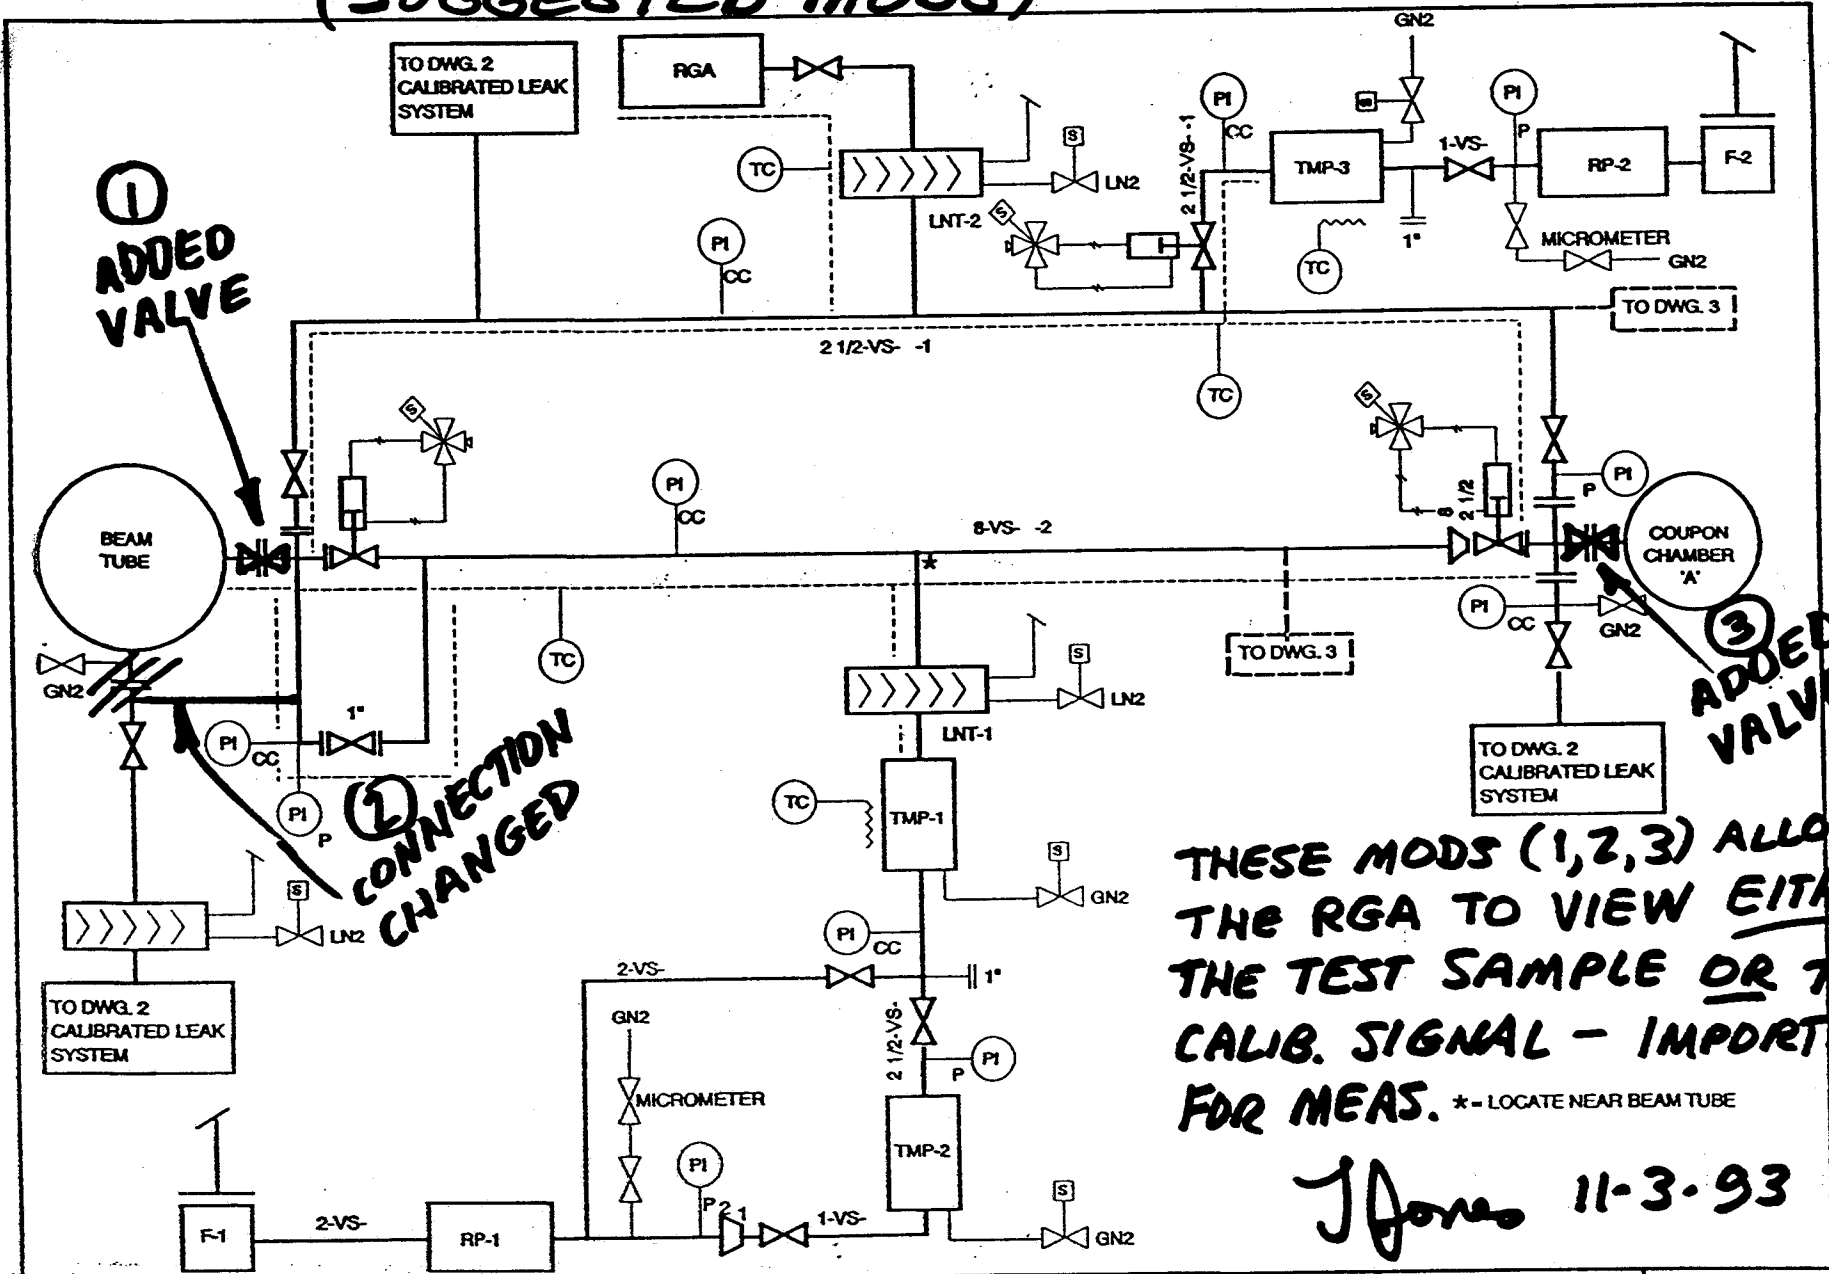 (SUGGESTED MODS)
TO DWG. 2
CALIBRATED LEAK
SYSTEM
RGA
GN2
PI
CC
S
PI
P
1-VS-
TMP-3
RP-2
F-2
TC
S
LN2
LNT-2
2 1/2-VS- -1
S
TC
1"
MICROMETER
GN2
PI
CC
①
ADDED
VALVE
TO DWG. 3
2 1/2-VS- -1
TC
S
S
PI
CC
8
2 1/2
PI
P
BEAM
TUBE
8-VS- -2
*
COUPON
CHAMBER
'A'
PI
CC
GN2
TC
TO DWG. 3
③
ADDED
GN2
1"
PI
CC
PI
P
②
CONNECTION
CHANGED
S
LN2
LNT-1
TO DWG. 2
CALIBRATED LEAK
SYSTEM
TC
TMP-1
S
GN2
S
LN2
PI
CC
2-VS-
1"
TO DWG. 2
CALIBRATED LEAK
SYSTEM
GN2
MICROMETER
2 1/2-VS-
PI
P
THESE MODS (1,2,3)
THE RGA TO VIEW
THE TEST SAMPLE OR
CALIB. SIGNAL -
FOR MEAS.
*= LOCATE NEAR BEAM TUBE
TMP-2
PI
P
2 1
1-VS-
S
GN2
F-1
2-VS-
RP-1
J Jones 11-3-93